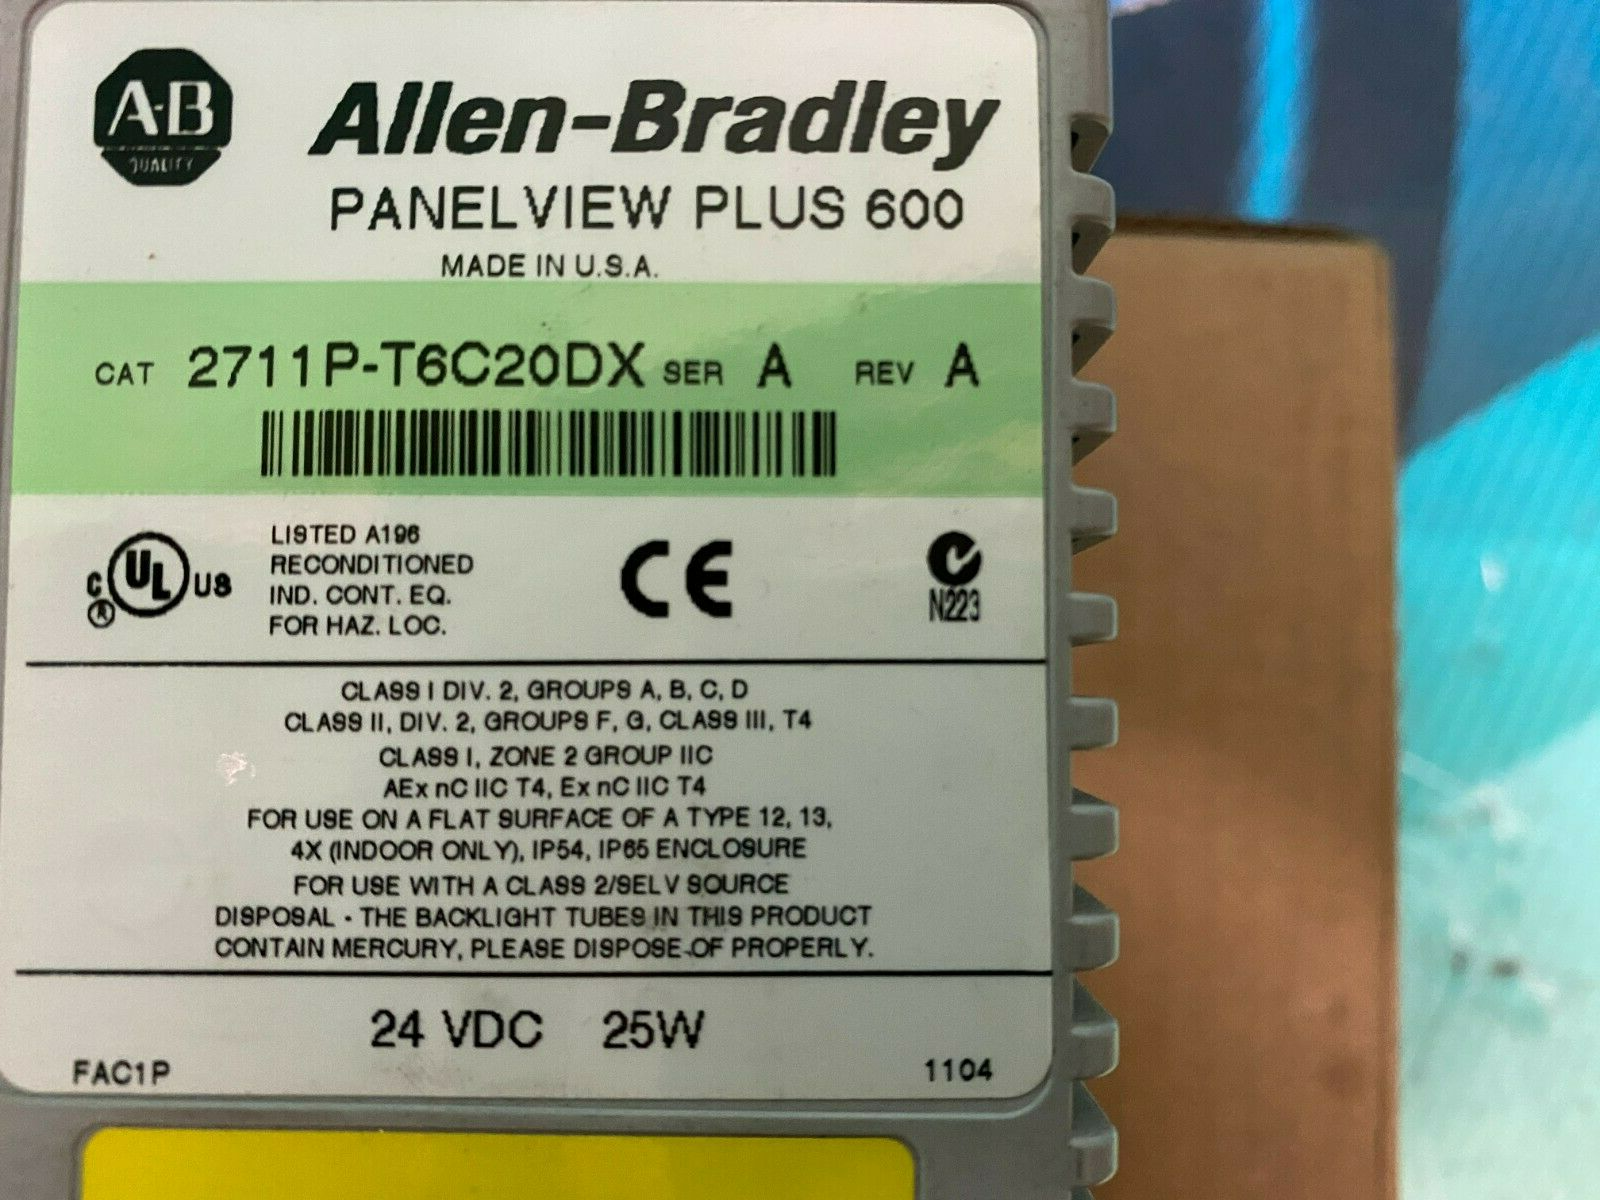 A-B
QUALITY
Allen-Bradley
PANELVIEW PLUS 600
MADE IN U.S.A.
CAT 2711P-T6C20DX SER A REV A
C UL US
R
LISTED A196
RECONDITIONED
IND. CONT. EQ.
FOR HAZ. LOC.
CE
N223
CLASS I DIV. 2, GROUPS A, B, C, D
CLASS II, DIV. 2, GROUPS F, G, CLASS III, T4
CLASS I, ZONE 2 GROUP IIC
AEx nC IIC T4, Ex nC IIC T4
FOR USE ON A FLAT SURFACE OF A TYPE 12, 13,
4X (INDOOR ONLY), IP54, IP65 ENCLOSURE
FOR USE WITH A CLASS 2/SELV SOURCE
DISPOSAL - THE BACKLIGHT TUBES IN THIS PRODUCT
CONTAIN MERCURY, PLEASE DISPOSE OF PROPERLY.
24 VDC 25W
FAC1P 1104